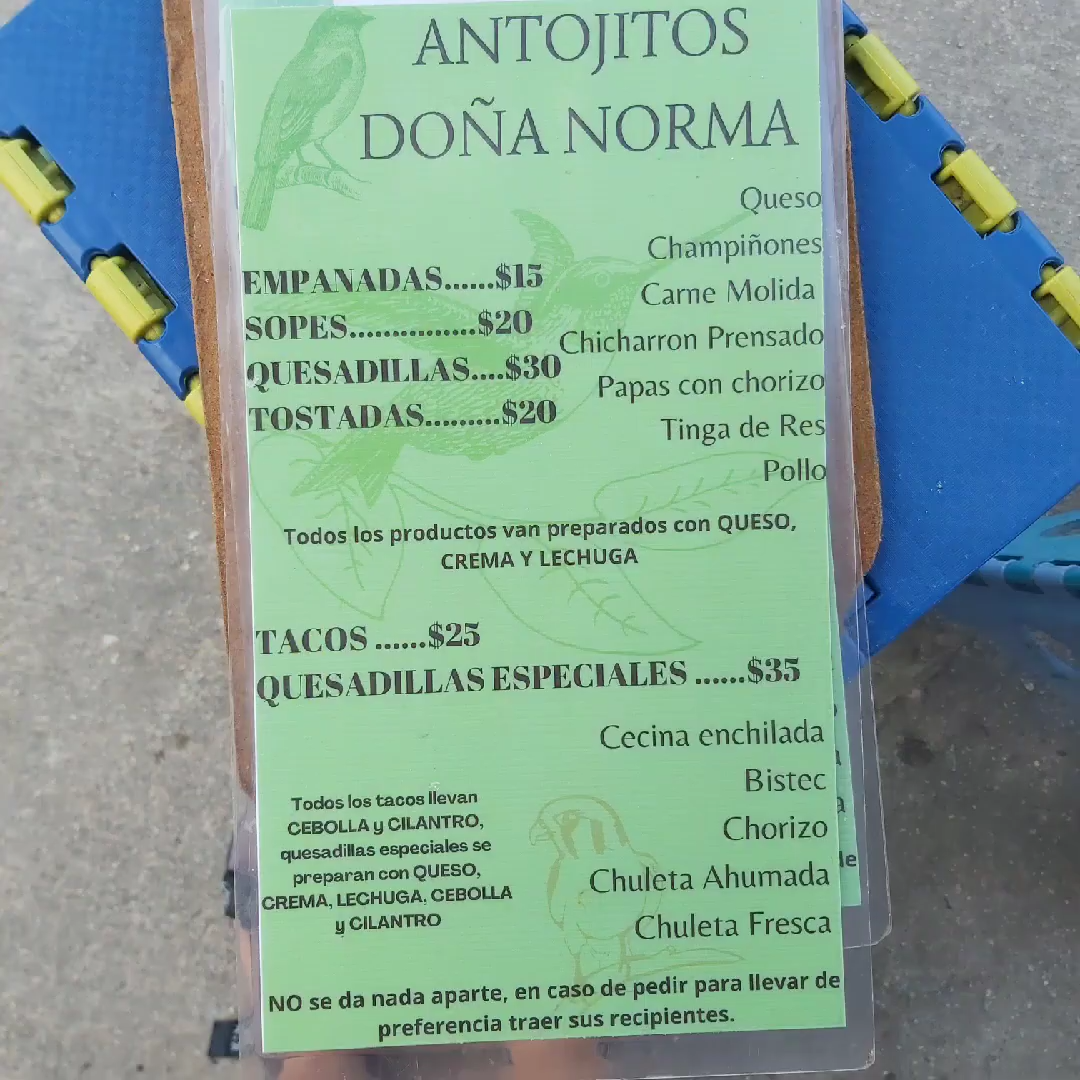 ANTOJITOS
DOÑA NORMA
EMPANADAS......$15
SOPES...............$20
QUESADILLAS....$30
TOSTADAS.........$20
Queso
Champiñones
Carne Molida
Chicharron Prensado
Papas con chorizo
Tinga de Res
Pollo
Todos los productos van preparados con QUESO,
CREMA Y LECHUGA
TACOS ......$25
QUESADILLAS ESPECIALES ......$35
Cecina enchilada
Bistec
Chorizo
Chuleta Ahumada
Chuleta Fresca
Todos los tacos llevan
CEBOLLA y CILANTRO,
quesadillas especiales se
preparan con QUESO,
CREMA, LECHUGA, CEBOLLA
y CILANTRO
NO se da nada aparte, en caso de pedir para llevar de
preferencia traer sus recipientes.